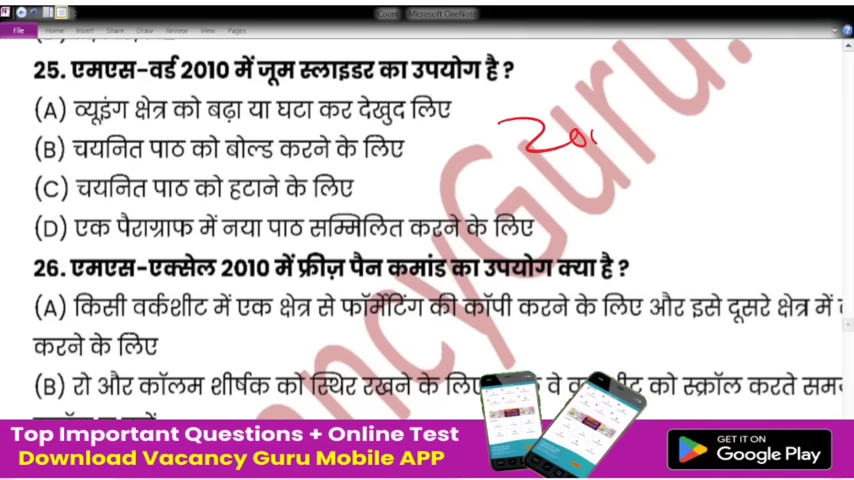 Count Microsoft OneNote
File Home Insert Share Draw Review View Pages
25. एमएस-वर्ड 2010 में जूम स्लाइडर का उपयोग है ?
(A) व्यूइंग क्षेत्र को बढ़ा या घटा कर देखुद लिए
(B) चयनित पाठ को बोल्ड करने के लिए
(C) चयनित पाठ को हटाने के लिए
(D) एक पैराग्राफ में नया पाठ सम्मिलित करने के लिए
26. एमएस-एक्सेल 2010 में फ्रीज़ पैन कमांड का उपयोग क्या है ?
(A) किसी वर्कशीट में एक क्षेत्र से फॉर्मेटिंग की कॉपी करने के लिए और इसे दूसरे क्षेत्र में
करने के लिए
(B) रो और कॉलम शीर्षक को स्थिर रखने के लिए वे को स्क्रॉल करते
Top Important Questions + Online Test
Download Vacancy Guru Mobile APP
GET IT ON
Google Play